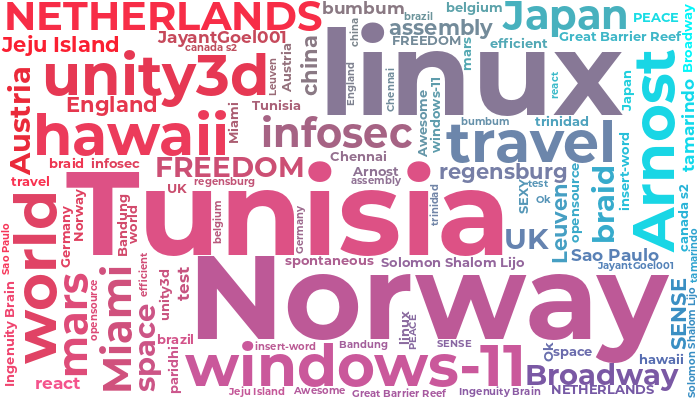 NETHERLANDS
bumbum
brazil
belgium
Japan
PEACE
Jeju Island
JayantGoel001
canada s2
china
assembly
FREEDOM
efficient
Great Barrier Reef
Broadway
unity3d
Leuven
Austria
china
England
linux
Chennai
mars
react
Japan
Arnost
tamarindo
Austria
England
Miami
Tunisia
Awesome
windows-11
bumbum
trinidad
hawaii
infosec
travel
insert-word
braid
infosec
FREEDOM
Chennai
Arnost
assembly
regensburg
travel
UK
regensburg
SEXY
test
Ok
Leuven
opensource
braid
canada s2
Tunisia
world
Germany
Norway
Bandung
world
belgium
Germany
trinidad
UK
Sao Paulo
Sao Paulo
JayantGoel001
tamarindo
spontaneous
Solomon Shalom Lijo
Ingenuity Brain
mars
opensource
Miami
efficient
space
unity3d
test
Norway
SENSE
Solomon Shalom Lijo
brazil
paridhi
insert-word
Bandung
linux
PEACE
SENSE
Ok
space
hawaii
react
windows-11
Broadway
Jeju Island
Awesome
Great Barrier Reef
Ingenuity Brain
NETHERLANDS